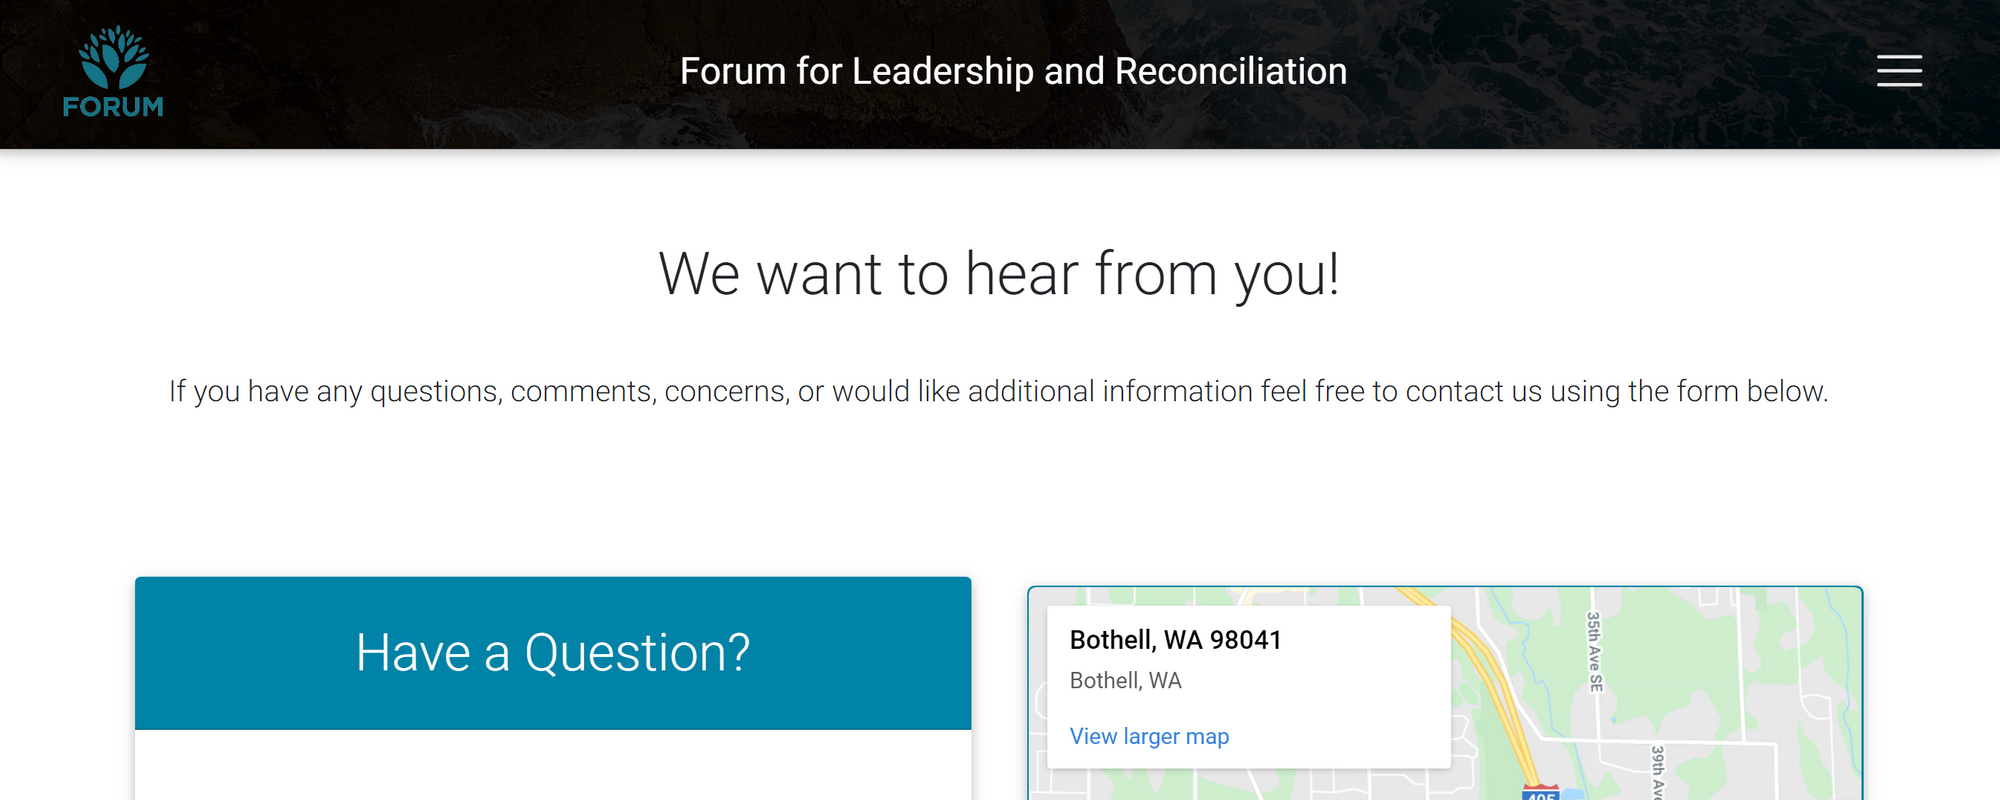 FORUM
Forum for Leadership and Reconciliation
We want to hear from you!
If you have any questions, comments, concerns, or would like additional information feel free to contact us using the form below.
Have a Question?
Bothell, WA 98041
Bothell, WA
View larger map
35th Ave SE
39th Ave
405